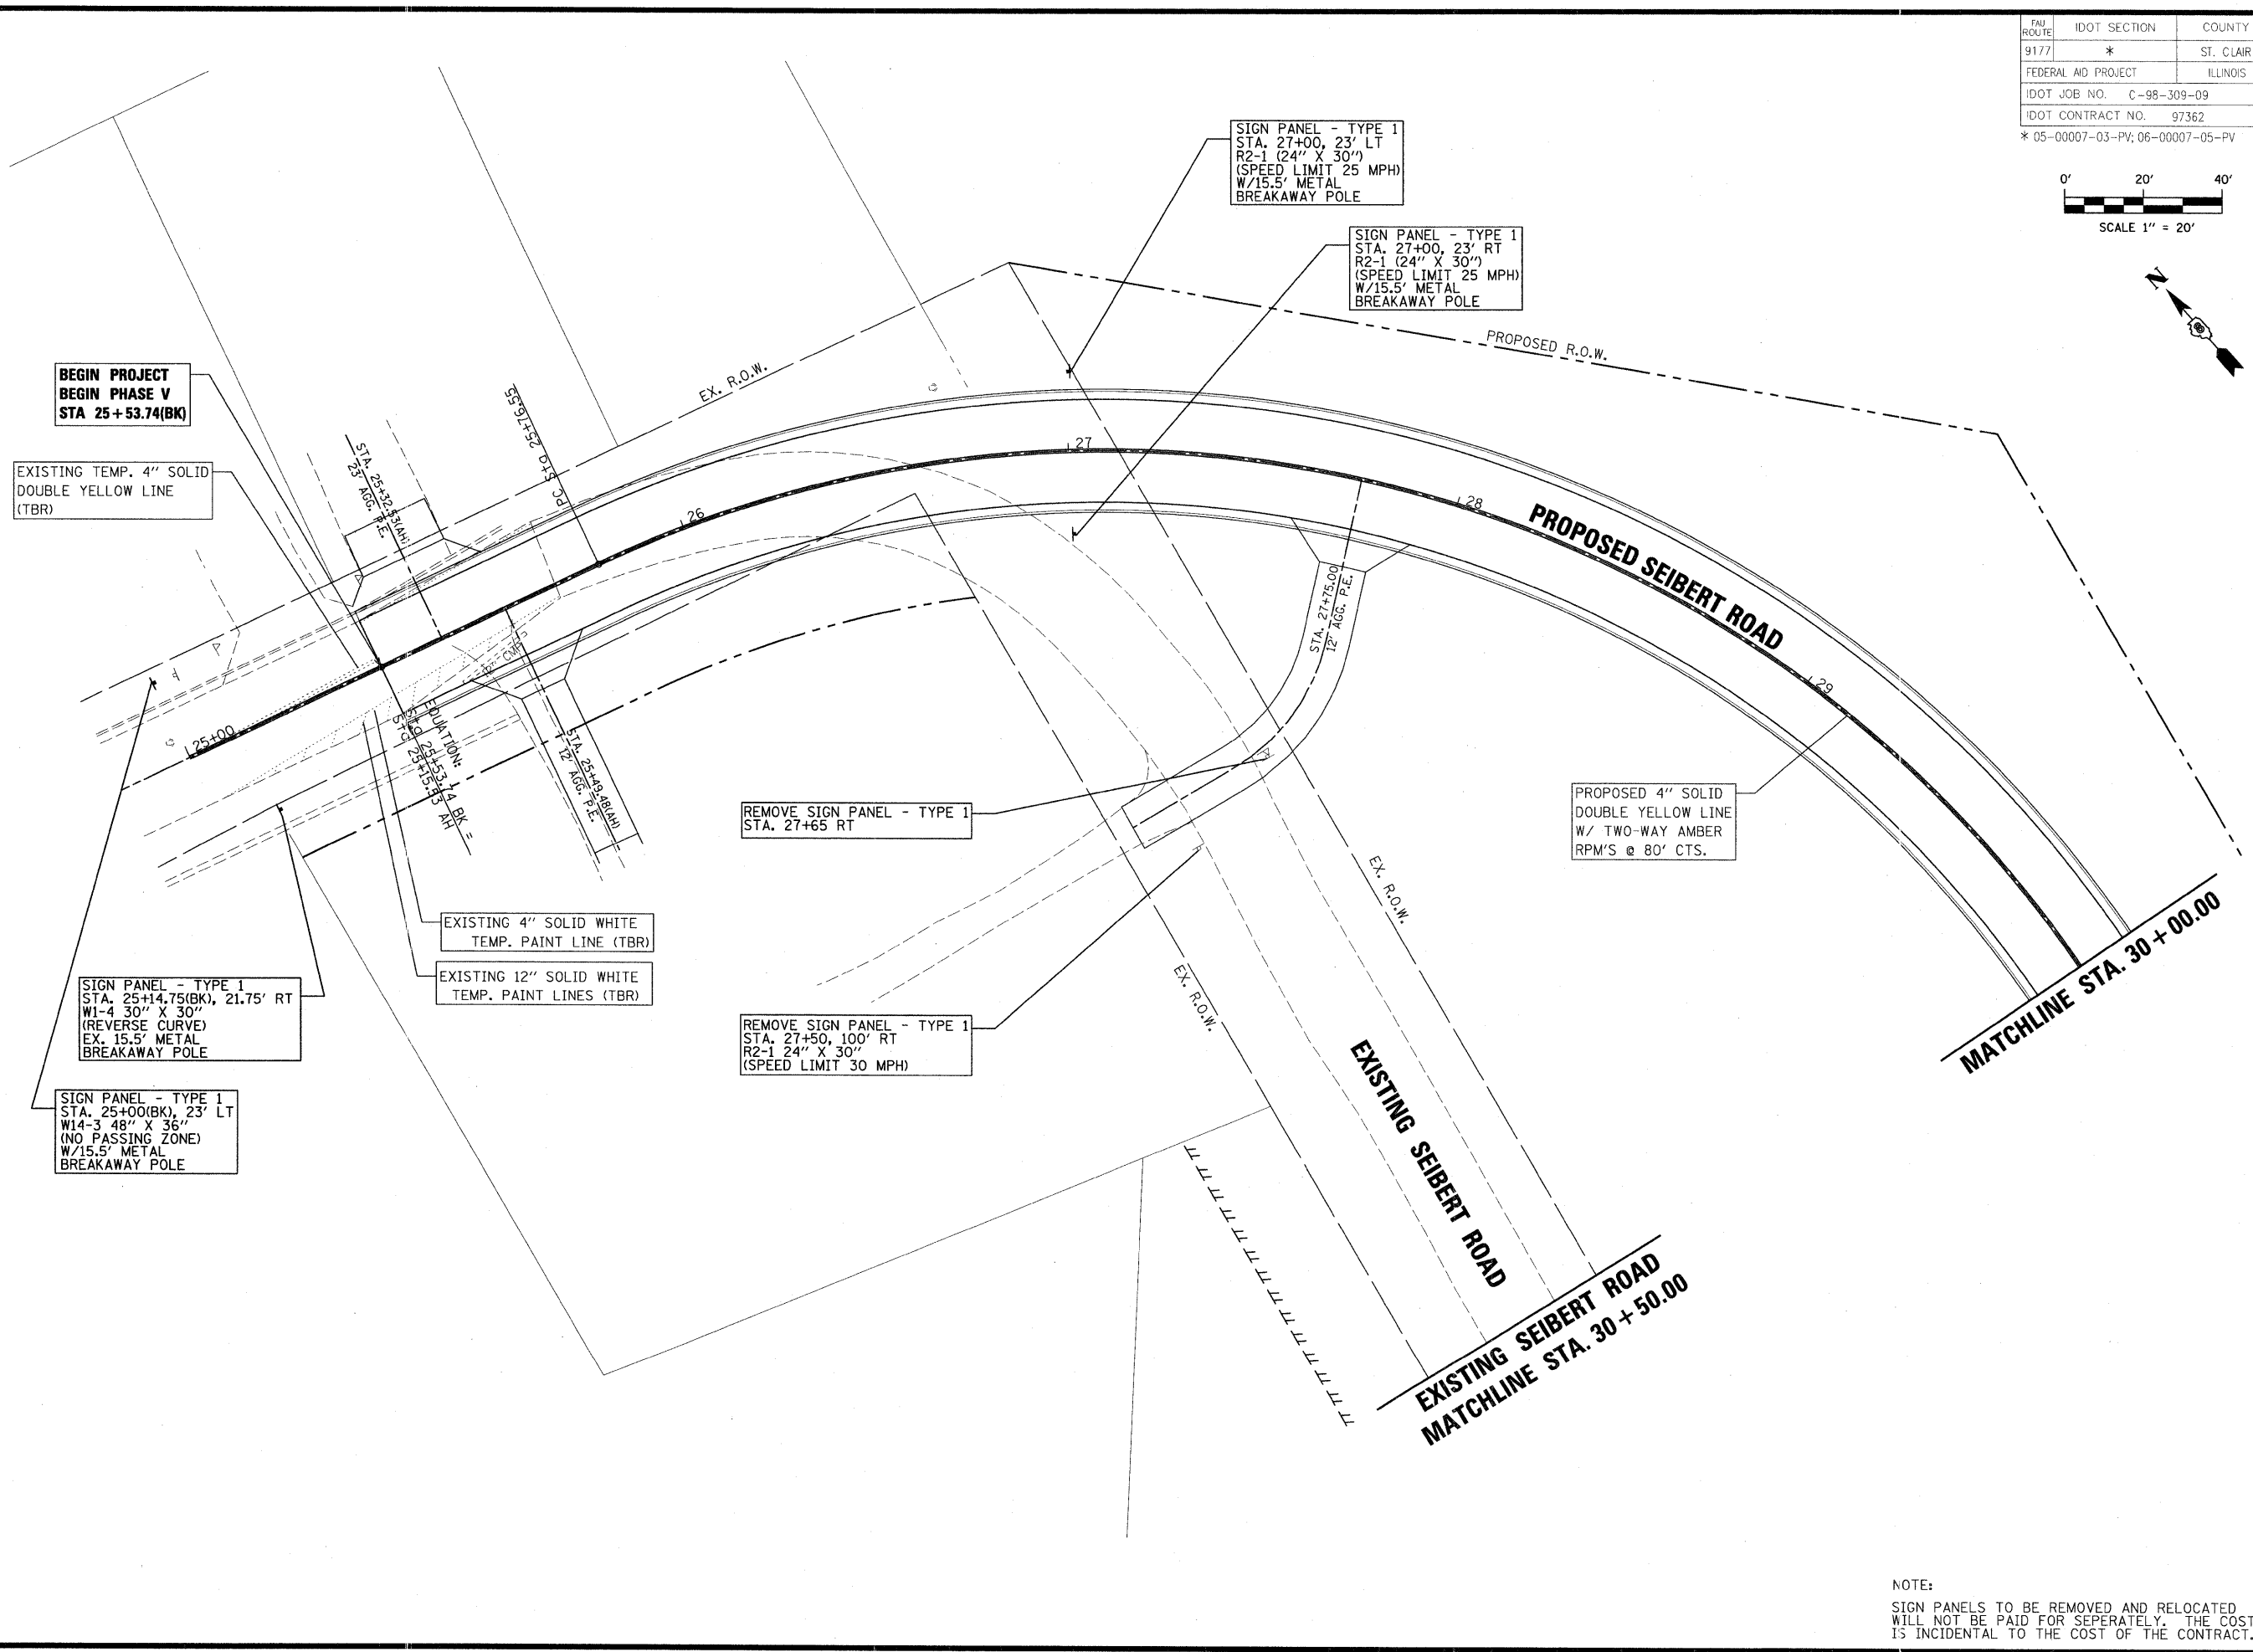 FAU ROUTE IDOT SECTION COUNTY
9177 * ST. CLAIR
FEDERAL AID PROJECT ILLINOIS
IDOT JOB NO. C-98-309-09
IDOT CONTRACT NO. 97362
* 05-00007-03-PV; 06-00007-05-PV
0' 20' 40'
SCALE 1" = 20'
N
SIGN PANEL - TYPE 1
STA. 27+00, 23' LT
R2-1 (24" X 30")
(SPEED LIMIT 25 MPH)
W/15.5' METAL
BREAKAWAY POLE
SIGN PANEL - TYPE 1
STA. 27+00, 23' RT
R2-1 (24" X 30")
(SPEED LIMIT 25 MPH)
W/15.5' METAL
BREAKAWAY POLE
PROPOSED R.O.W.
EX. R.O.W.
BEGIN PROJECT
BEGIN PHASE V
STA 25+53.74(BK)
EXISTING TEMP. 4" SOLID
DOUBLE YELLOW LINE
(TBR)
STA. 25+32.53(AH)
23' AGG. P.E.
PC Sta 25+76.55
26
27
28
29
25+00
PROPOSED SEIBERT ROAD
STA. 27+75.00
12' AGG. P.E.
12" CMP
EQUATION:
Sta 25+53.74 BK =
Sta 25+15.53 AH
STA. 25+49.48(AH)
12' AGG. P.E.
REMOVE SIGN PANEL - TYPE 1
STA. 27+65 RT
PROPOSED 4" SOLID
DOUBLE YELLOW LINE
W/ TWO-WAY AMBER
RPM'S @ 80' CTS.
EX. R.O.W.
EX. R.O.W.
EXISTING 4" SOLID WHITE
TEMP. PAINT LINE (TBR)
EXISTING 12" SOLID WHITE
TEMP. PAINT LINES (TBR)
SIGN PANEL - TYPE 1
STA. 25+14.75(BK), 21.75' RT
W1-4 30" X 30"
(REVERSE CURVE)
EX. 15.5' METAL
BREAKAWAY POLE
REMOVE SIGN PANEL - TYPE 1
STA. 27+50, 100' RT
R2-1 24" X 30"
(SPEED LIMIT 30 MPH)
SIGN PANEL - TYPE 1
STA. 25+00(BK), 23' LT
W14-3 48" X 36"
(NO PASSING ZONE)
W/15.5' METAL
BREAKAWAY POLE
MATCHLINE STA. 30+00.00
EXISTING SEIBERT ROAD
EXISTING SEIBERT ROAD
MATCHLINE STA. 30+50.00
NOTE:
SIGN PANELS TO BE REMOVED AND RELOCATED
WILL NOT BE PAID FOR SEPERATELY. THE COST
IS INCIDENTAL TO THE COST OF THE CONTRACT.